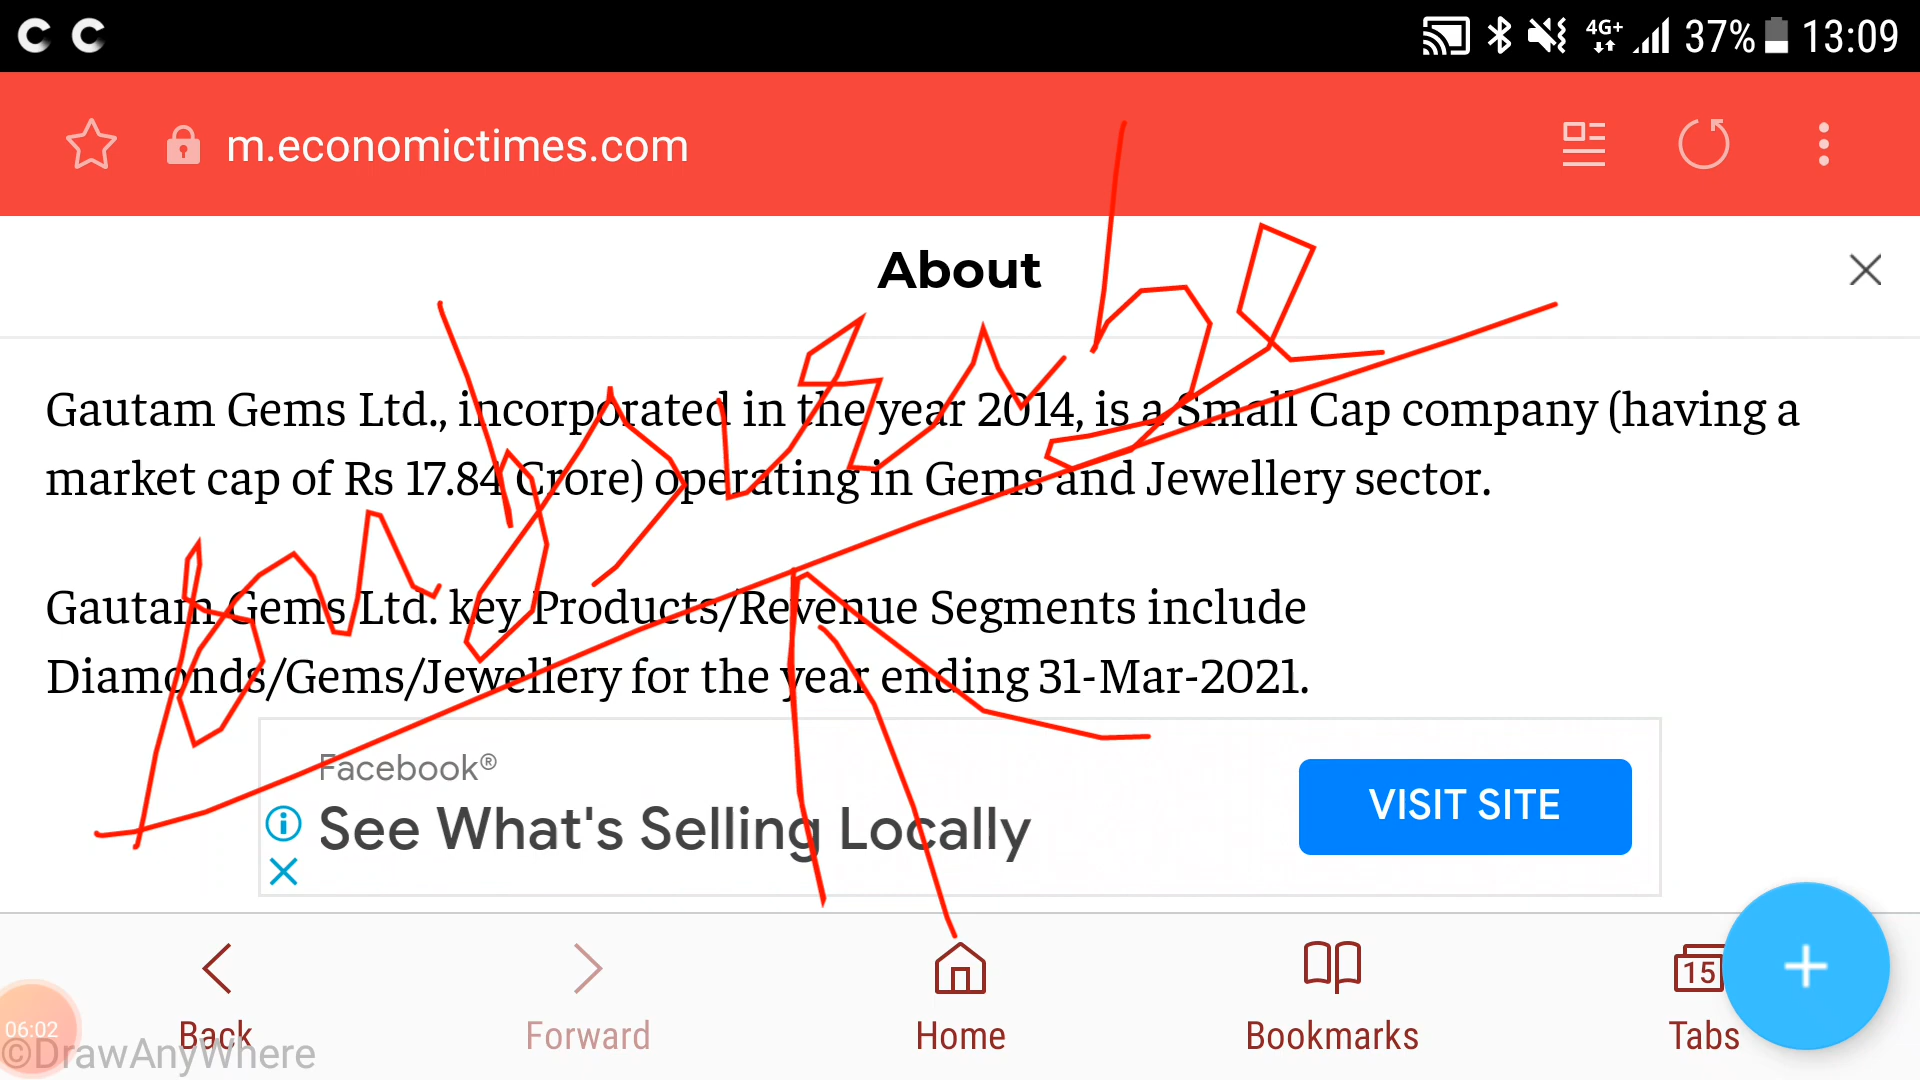 4G+ 37% 13:09
m.economictimes.com
About
Gautam Gems Ltd., incorporated in the year 2014, is a Small Cap company (having a
market cap of Rs 17.84 Crore) operating in Gems and Jewellery sector.
Gautam Gems Ltd. key Products/Revenue Segments include
Diamonds/Gems/Jewellery for the year ending 31-Mar-2021.
Facebook®
See What's Selling Locally
VISIT SITE
15
06:02
Back Forward Home Bookmarks Tabs
©DrawAnyWhere